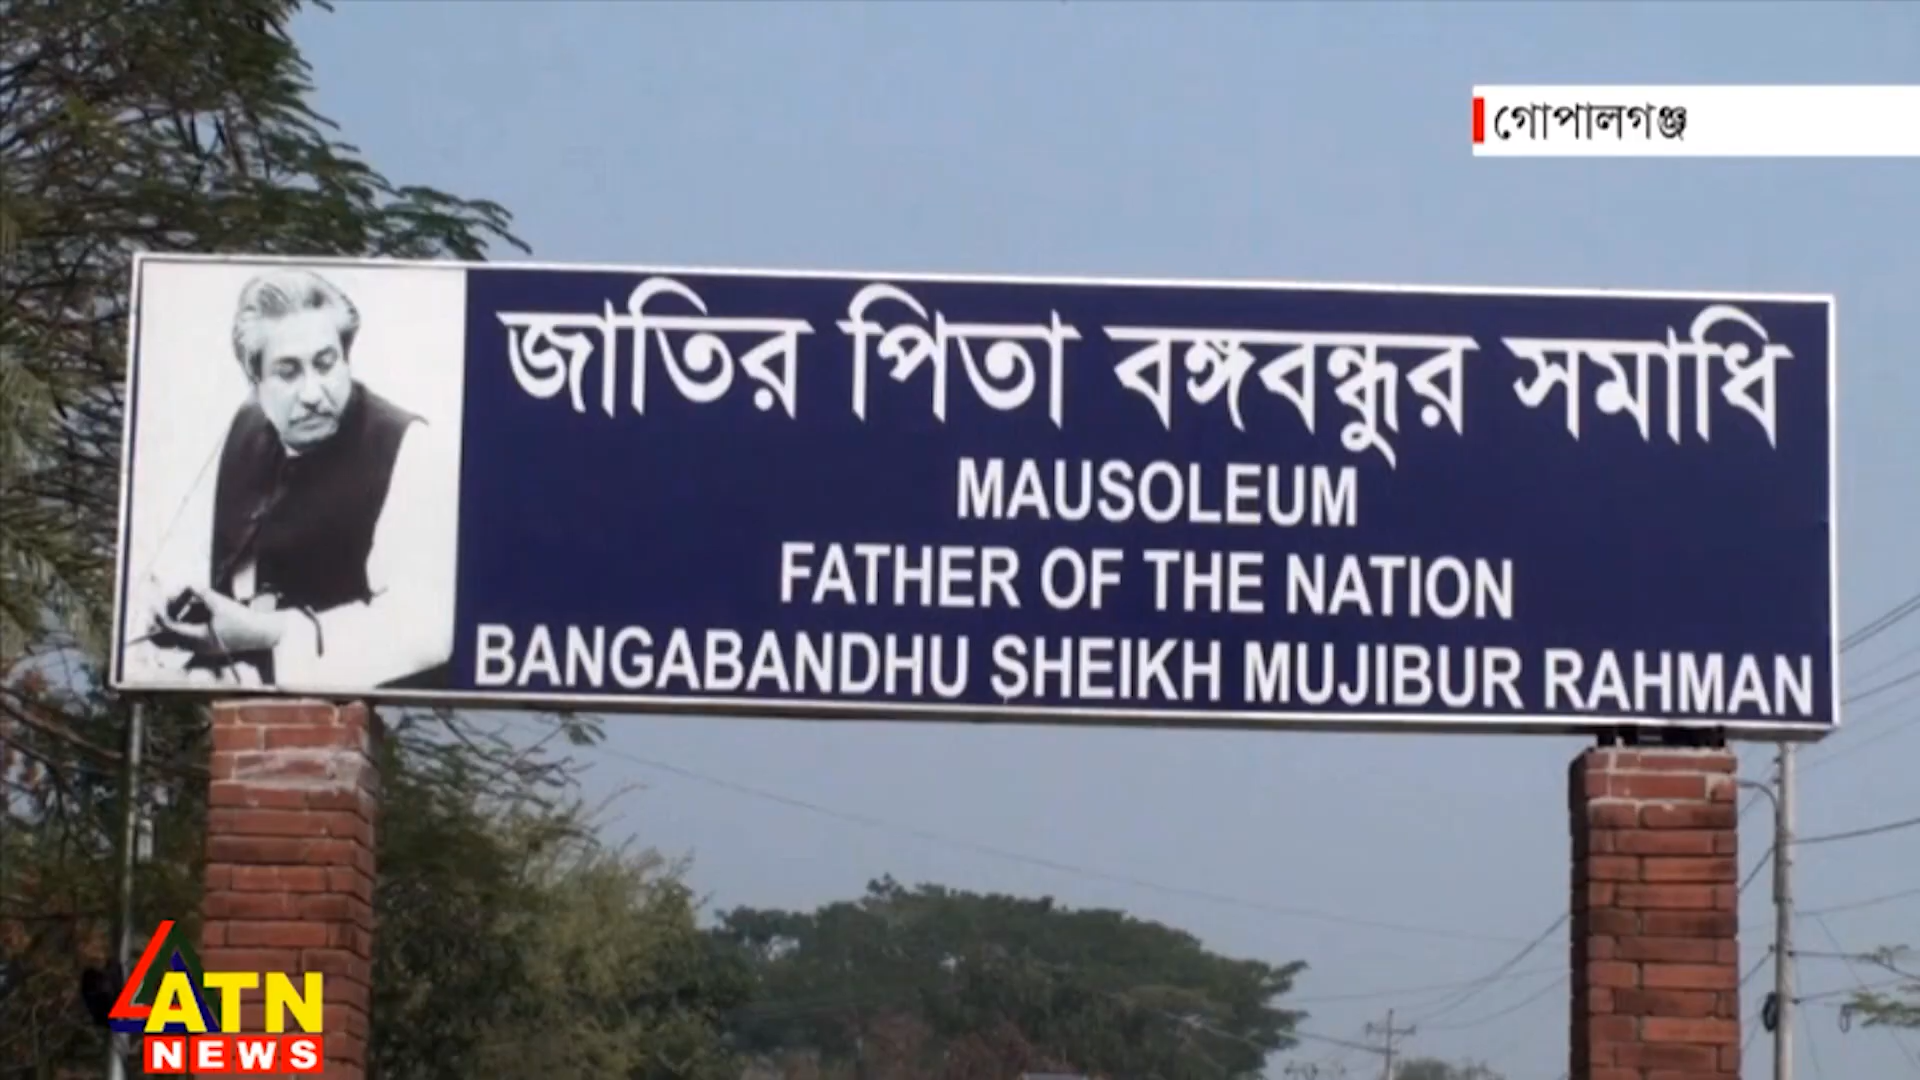 গোপালগঞ্জ
জাতির পিতা বঙ্গবন্ধুর সমাধি
MAUSOLEUM
FATHER OF THE NATION
BANGABANDHU SHEIKH MUJIBUR RAHMAN
ATN
NEWS